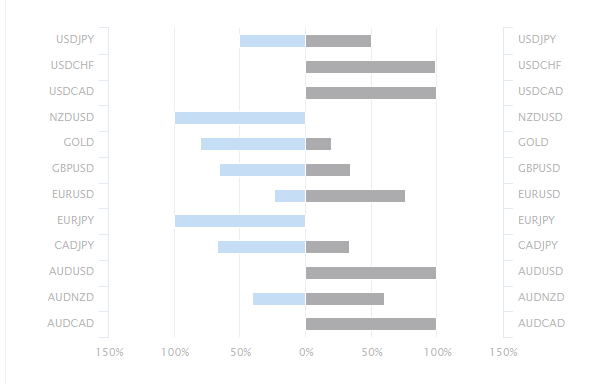 USDJPY USDJPY
USDCHF USDCHF
USDCAD USDCAD
NZDUSD NZDUSD
GOLD GOLD
GBPUSD GBPUSD
EURUSD EURUSD
EURJPY EURJPY
CADJPY CADJPY
AUDUSD AUDUSD
AUDNZD AUDNZD
AUDCAD AUDCAD
150% 100% 50% 0% 50% 100% 150%